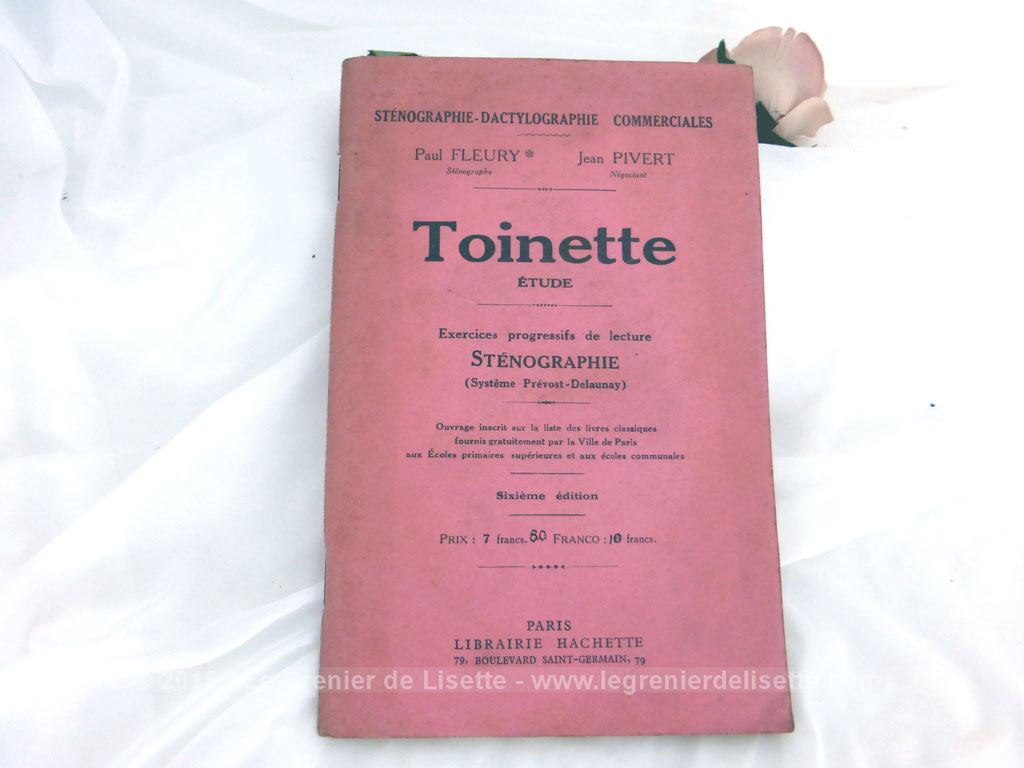 STÉNOGRAPHIE-DACTYLOGRAPHIE COMMERCIALES
Paul FLEURY * Jean PIVERT
Sténographe Négociant
Toinette
ÉTUDE
Exercices progressifs de lecture
STÉNOGRAPHIE
(Système Prévost-Delaunay)
Ouvrage inscrit sur la liste des livres classiques
fournis gratuitement par la Ville de Paris
aux Écoles primaires supérieures et aux écoles communales
Sixième édition
PRIX : 7 francs. 80 FRANCO : 10 francs.
PARIS
LIBRAIRIE HACHETTE
79, BOULEVARD SAINT-GERMAIN, 79
Le Grenier de Lisette - www.legrenierdelisette.com